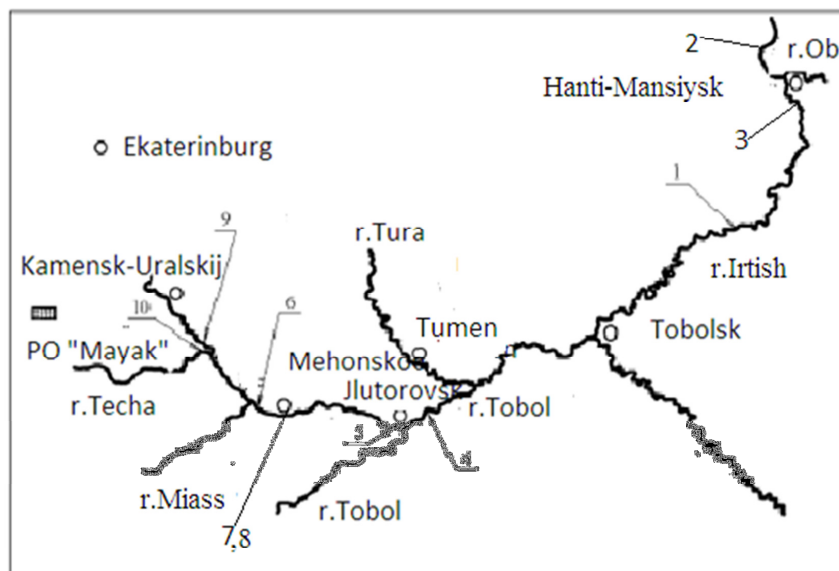 2
r.Ob
Hanti-Mansiysk
3
Ekaterinburg
1
9
r.Tura
Kamensk-Uralskij
r.Irtish
10
6
Tumen
Tobolsk
PO "Mayak"
Mehonskoe
Jlutorovsk
r.Techa
r.Tobol
4
r.Miass
r.Tobol
7,8